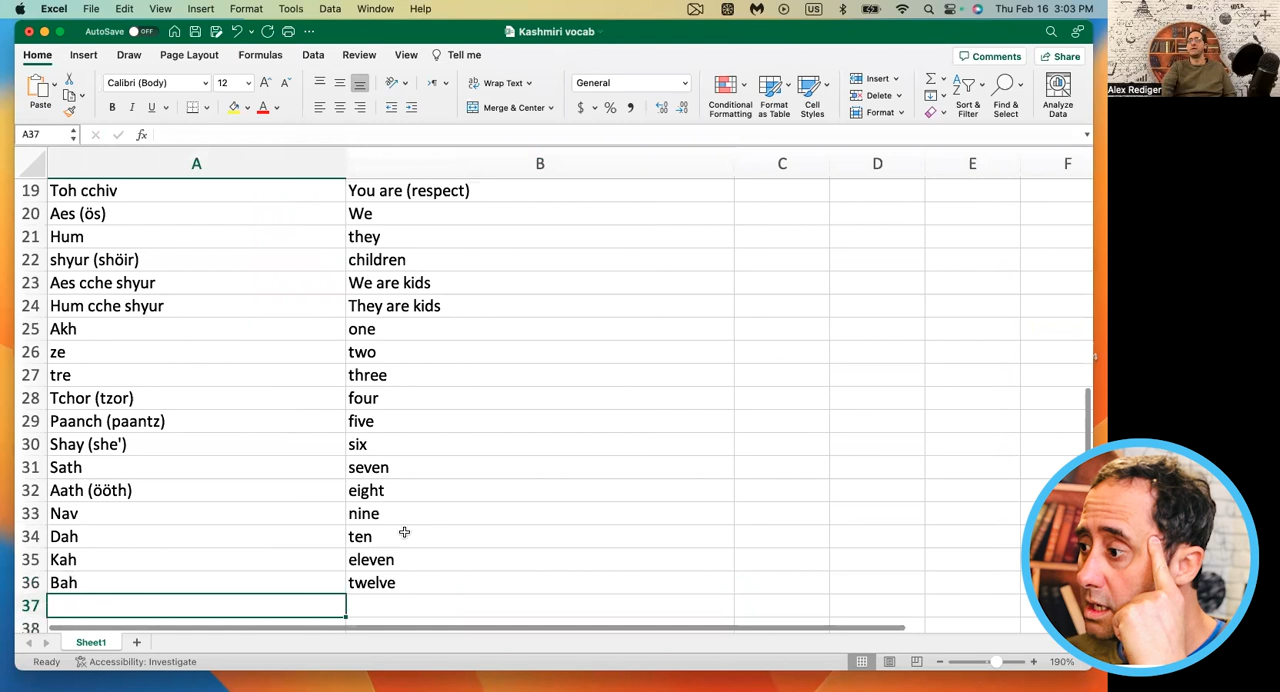 Excel File Edit View Insert Format Tools Data Window Help US Thu Feb 16 3:03 PM
AutoSave OFF Kashmiri vocab
Home Insert Draw Page Layout Formulas Data Review View Tell me Comments Share
Paste Calibri (Body) 12 Wrap Text General Insert
B I U Merge & Center $ % Conditional Formatting Format as Table Cell Styles Delete Format Sort & Filter Find & Select Analyze Data
Alex Rediger
A37 fx
A B C D E F
19 Toh cchiv You are (respect)
20 Aes (ös) We
21 Hum they
22 shyur (shöir) children
23 Aes cche shyur We are kids
24 Hum cche shyur They are kids
25 Akh one
26 ze two
27 tre three
28 Tchor (tzor) four
29 Paanch (paantz) five
30 Shay (she') six
31 Sath seven
32 Aath (ööth) eight
33 Nav nine
34 Dah ten
35 Kah eleven
36 Bah twelve
37
38
Sheet1
Ready Accessibility: Investigate 190%